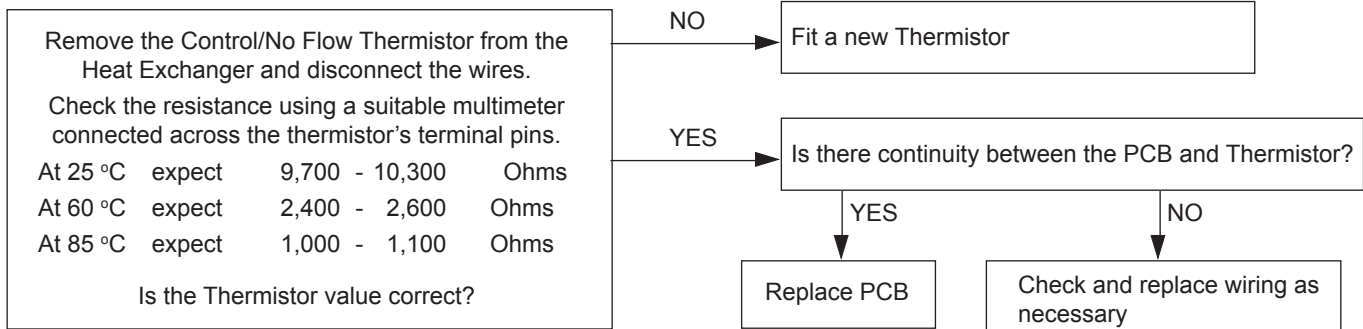 Remove the Control/No Flow Thermistor from the
Heat Exchanger and disconnect the wires.
Check the resistance using a suitable multimeter
connected across the thermistor's terminal pins.
At 25 °C expect 9,700 - 10,300 Ohms
At 60 °C expect 2,400 - 2,600 Ohms
At 85 °C expect 1,000 - 1,100 Ohms
Is the Thermistor value correct?
NO
Fit a new Thermistor
YES
Is there continuity between the PCB and Thermistor?
YES
Replace PCB
NO
Check and replace wiring as
necessary